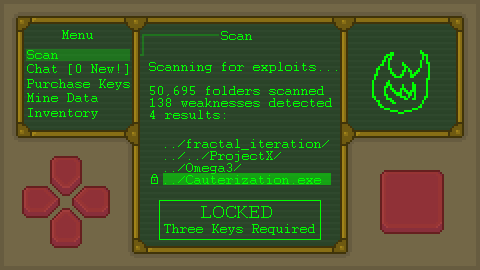 Menu
Scan
Chat [0 New!]
Purchase Keys
Mine Data
Inventory
Scan
Scanning for exploits...
50,695 folders scanned
138 weaknesses detected
4 results:
../fractal_iteration/
../../ProjectX/
../Omega3/
../Cauterization.exe
LOCKED
Three Keys Required